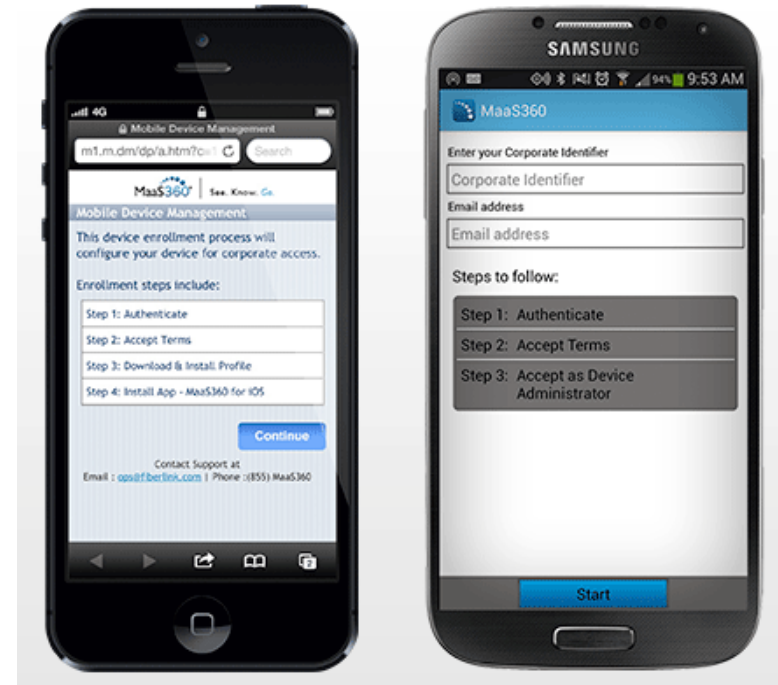 4G
Mobile Device Management
m1.m.dm/dp/a.htm?c=1
Search
MaaS360
See. Know. Go.
Mobile Device Management
This device enrollment process will
configure your device for corporate access.
Enrollment steps include:
Step 1: Authenticate
Step 2: Accept Terms
Step 3: Download & Install Profile
Step 4: Install App - MaaS360 for iOS
Continue
Contact Support at
Email : ops@fiberlink.com | Phone :(855) MaaS360
2
SAMSUNG
94% 9:53 AM
MaaS360
Enter your Corporate Identifier
Corporate Identifier
Email address
Email address
Steps to follow:
Step 1: Authenticate
Step 2: Accept Terms
Step 3: Accept as Device
Administrator
Start